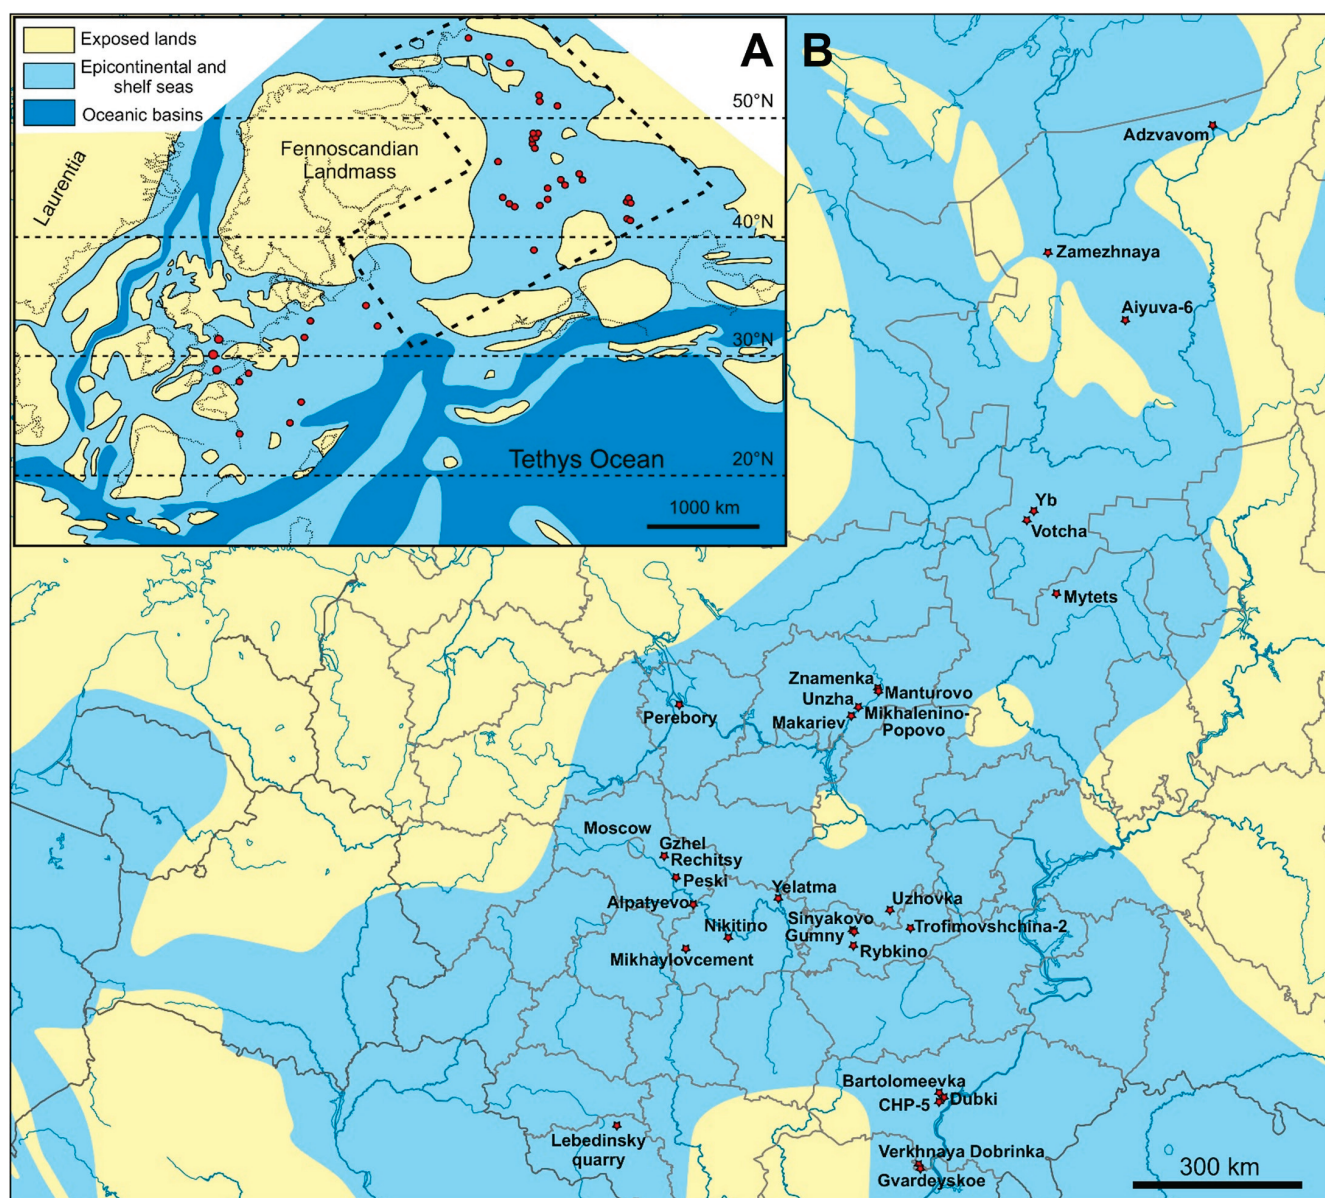 Exposed lands
Epicontinental and
shelf seas
Oceanic basins
A
B
50°N
Fennoscandian
Landmass
Laurentia
40°N
30°N
Tethys Ocean
20°N
1000 km
Adzvavom
Zamezhnaya
Aiyuva-6
Yb
Votcha
Mytets
Znamenka
Manturovo
Unzha
Mikhalenino-
Popovo
Makariev
Perebory
Moscow
Gzhel
Rechitsy
Peski
Alpatyevo
Yelatma
Nikitino
Mikhaylovcement
Uzhovka
Sinyakovo
Gumny
Trofimovshchina-2
Rybkino
Bartolomeevka
CHP-5
Dubki
Lebedinsky
quarry
Verkhnaya Dobrinka
Gvardeyskoe
300 km